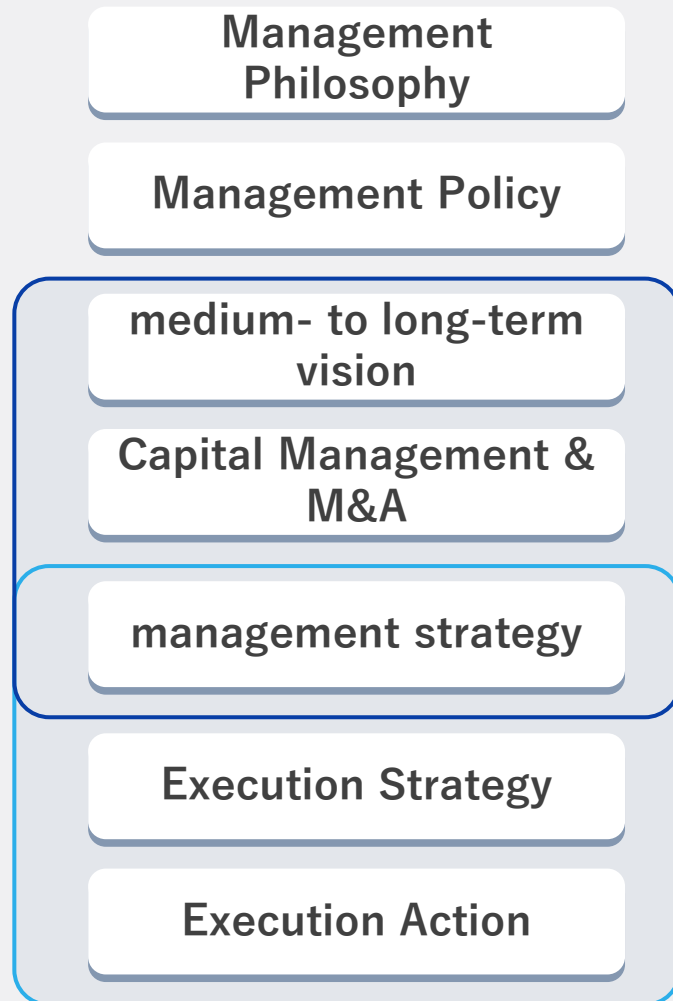 Management
Philosophy
Management Policy
medium- to long-term
vision
Capital Management &
M&A
management strategy
Execution Strategy
Execution Action